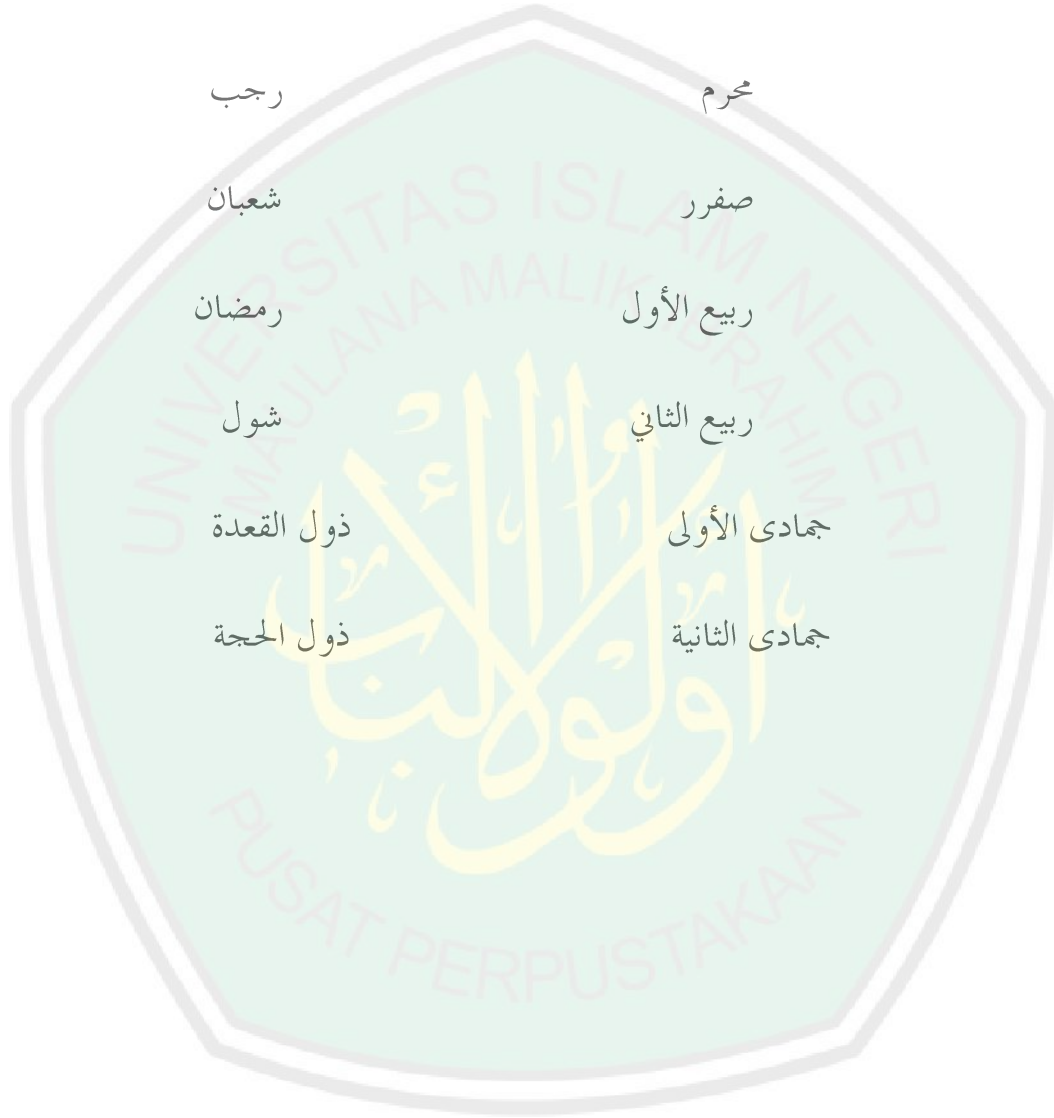 محرم رجب
صفرر شعبان
ربيع الأول رمضان
ربيع الثاني شول
جمادى الأولى ذول القعدة
جمادى الثانية ذول الحجة
UNIVERSITAS ISLAM NEGERI
MAULANA MALIK IBRAHIM
PUSAT PERPUSTAKAAN